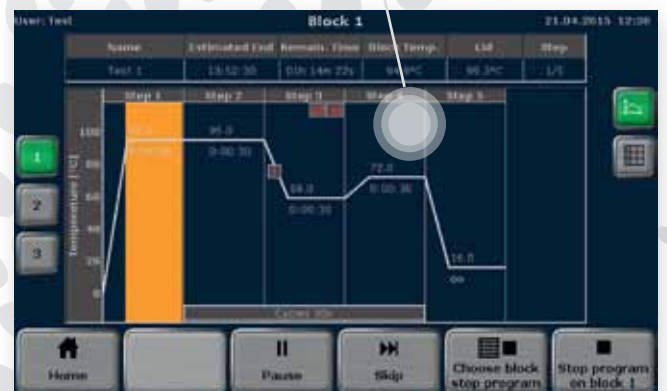 User: Test Block 1 21.04.2015 12:38
Name Estimated End Remain. Time Block Temp. Lid Step
Test 1 13:52:30 01h 14m 22s 1/5
Step 1 Step 2 Step 3 Step 5
Temperature [°C]
100
80
60
40
20
0
95.0
0:00:30
58.0
0:00:30
72.0
0:00:30
16.0
∞
1
2
3
Home
Pause
Skip
Choose block
stop program
Stop program
on block 1